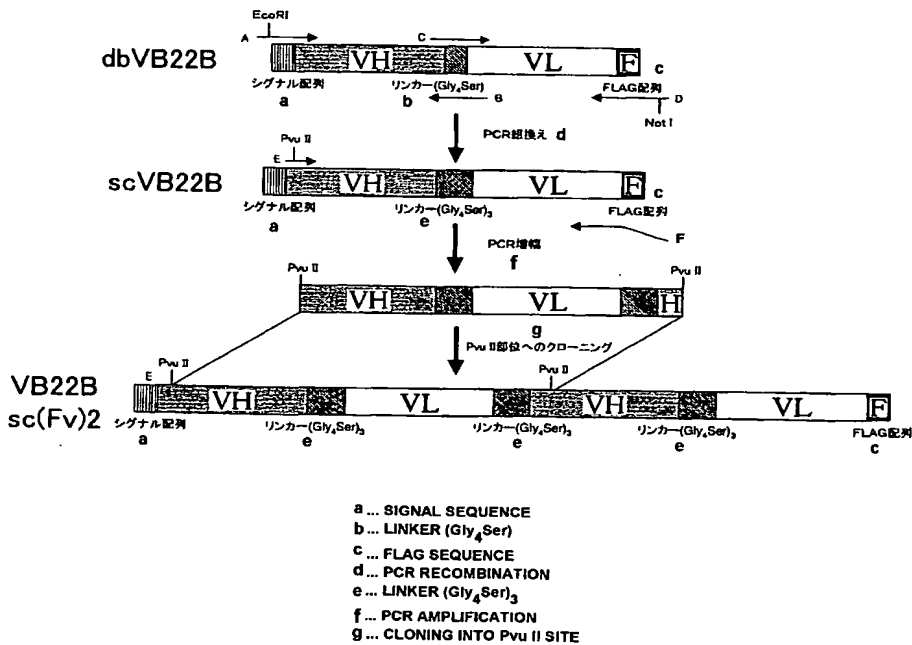 EcoRI
A
C
dbVB22B
VH
VL
F
c
シグナル配列
a
リンカー(Gly4Ser)
b
B
FLAG配列
D
Not I
PCR組換え d
Pvu II
E
scVB22B
VH
VL
F
c
シグナル配列
a
リンカー(Gly4Ser)3
e
FLAG配列
F
PCR増幅
f
Pvu II
Pvu II
VH
VL
H
g
Pvu II部位へのクローニング
Pvu II
Pvu II
E
VB22B
sc(Fv)2
VH
VL
VH
VL
F
シグナル配列
a
リンカー(Gly4Ser)3
e
リンカー(Gly4Ser)3
e
リンカー(Gly4Ser)3
e
FLAG配列
c
a ... SIGNAL SEQUENCE
b ... LINKER (Gly4Ser)
c ... FLAG SEQUENCE
d ... PCR RECOMBINATION
e ... LINKER (Gly4Ser)3
f ... PCR AMPLIFICATION
g ... CLONING INTO Pvu II SITE